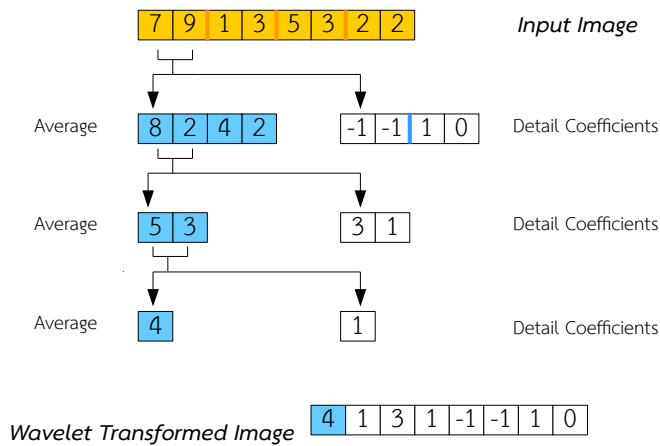 7 9 1 3 5 3 2 2 Input Image
Average 8 2 4 2 -1 -1 1 0 Detail Coefficients
Average 5 3 3 1 Detail Coefficients
Average 4 1 Detail Coefficients
Wavelet Transformed Image 4 1 3 1 -1 -1 1 0